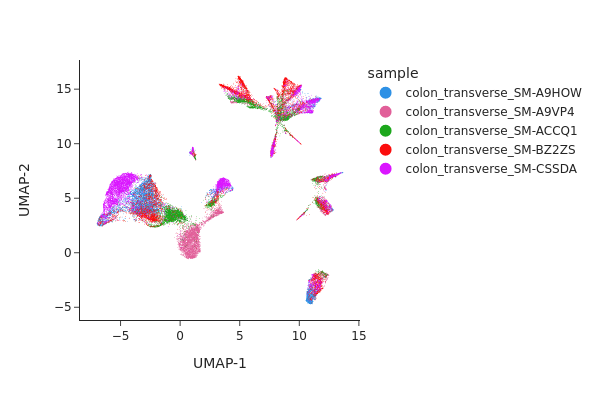 sample
colon_transverse_SM-A9HOW
colon_transverse_SM-A9VP4
colon_transverse_SM-ACCQ1
colon_transverse_SM-BZ2ZS
colon_transverse_SM-CSSDA
UMAP-2
15
10
5
0
−5
−5
0
5
10
15
UMAP-1